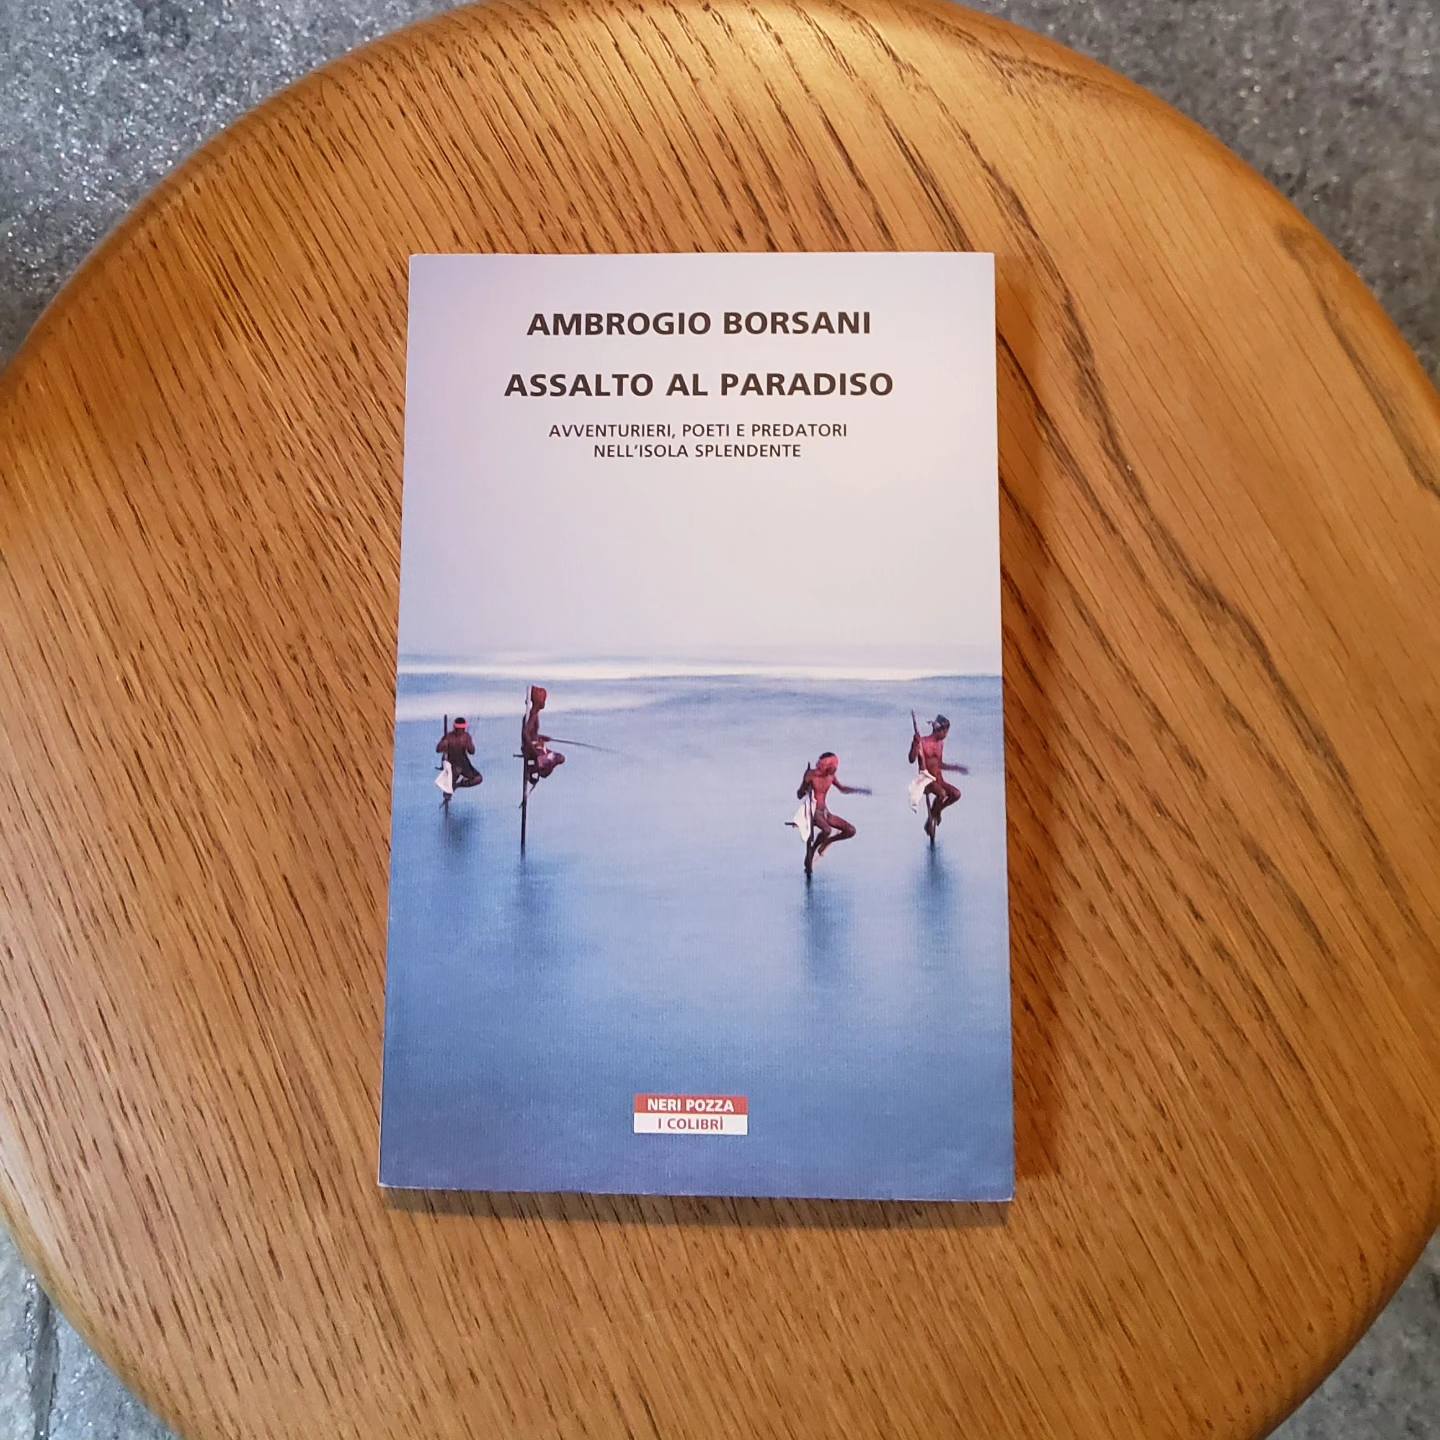 AMBROGIO BORSANI
ASSALTO AL PARADISO
AVVENTURIERI, POETI E PREDATORI
NELL'ISOLA SPLENDENTE
NERI POZZA
I COLIBRÌ